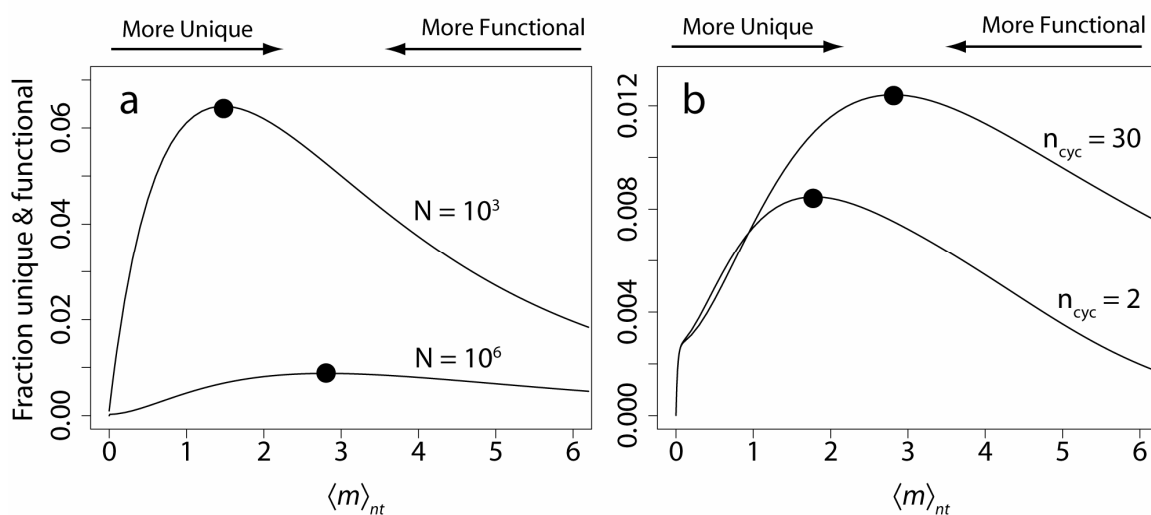 More Unique
More Functional
More Unique
More Functional
Fraction unique & functional
a
0.06
0.04
0.02
0.00
N = 10³
N = 10⁶
0 1 2 3 4 5 6
⟨m⟩nt
b
0.012
0.008
0.004
0.000
ncyc = 30
ncyc = 2
0 1 2 3 4 5 6
⟨m⟩nt